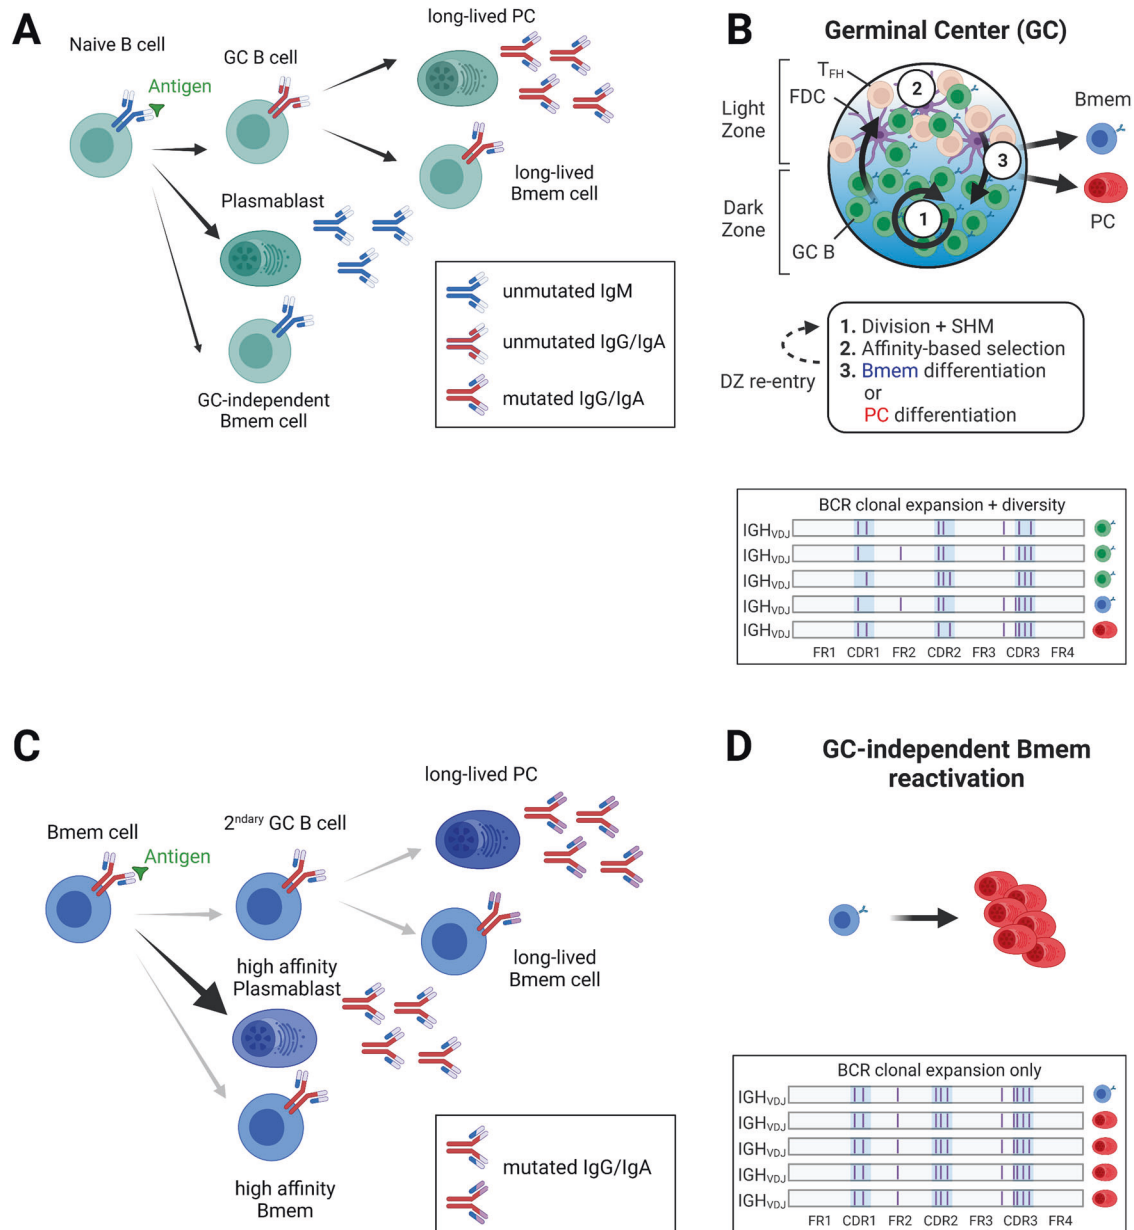 A
Naive B cell
Antigen
GC B cell
long-lived PC
long-lived
Bmem cell
Plasmablast
GC-independent
Bmem cell
unmutated IgM
unmutated IgG/IgA
mutated IgG/IgA
B
Germinal Center (GC)
Light
Zone
Dark
Zone
TFH
FDC
GC B
2
3
1
Bmem
PC
DZ re-entry
1. Division + SHM
2. Affinity-based selection
3. Bmem differentiation
or
PC differentiation
BCR clonal expansion + diversity
IGHVDJ
IGHVDJ
IGHVDJ
IGHVDJ
IGHVDJ
FR1 CDR1 FR2 CDR2 FR3 CDR3 FR4
C
Bmem cell
Antigen
2ndary GC B cell
long-lived PC
long-lived
Bmem cell
high affinity
Plasmablast
high affinity
Bmem
mutated IgG/IgA
D
GC-independent Bmem
reactivation
BCR clonal expansion only
IGHVDJ
IGHVDJ
IGHVDJ
IGHVDJ
IGHVDJ
FR1 CDR1 FR2 CDR2 FR3 CDR3 FR4